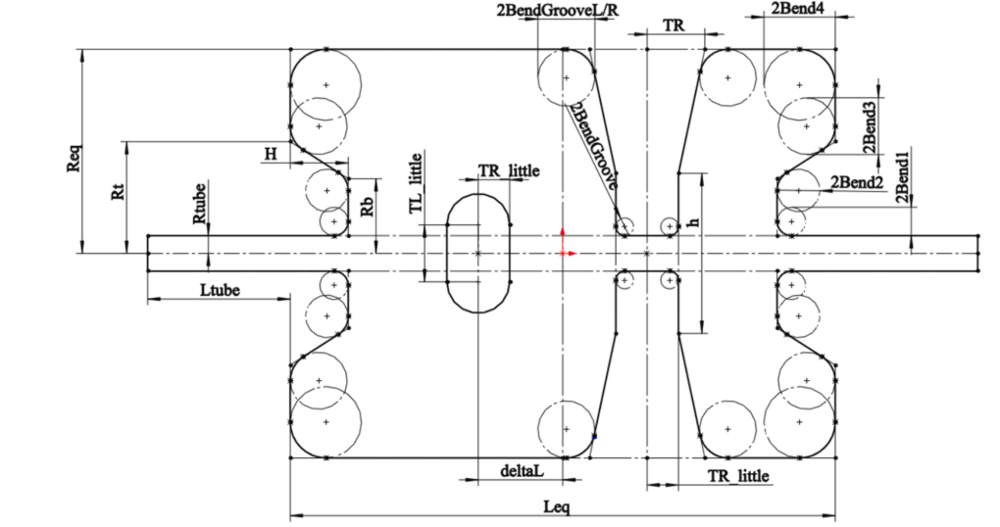 2BendGrooveL/R
TR
2Bend4
2BendGroove
2Bend3
2Bend1
2Bend2
Req
Rt
H
Rtube
Rb
TL_little
TR_little
h
Ltube
deltaL
TR_little
Leq